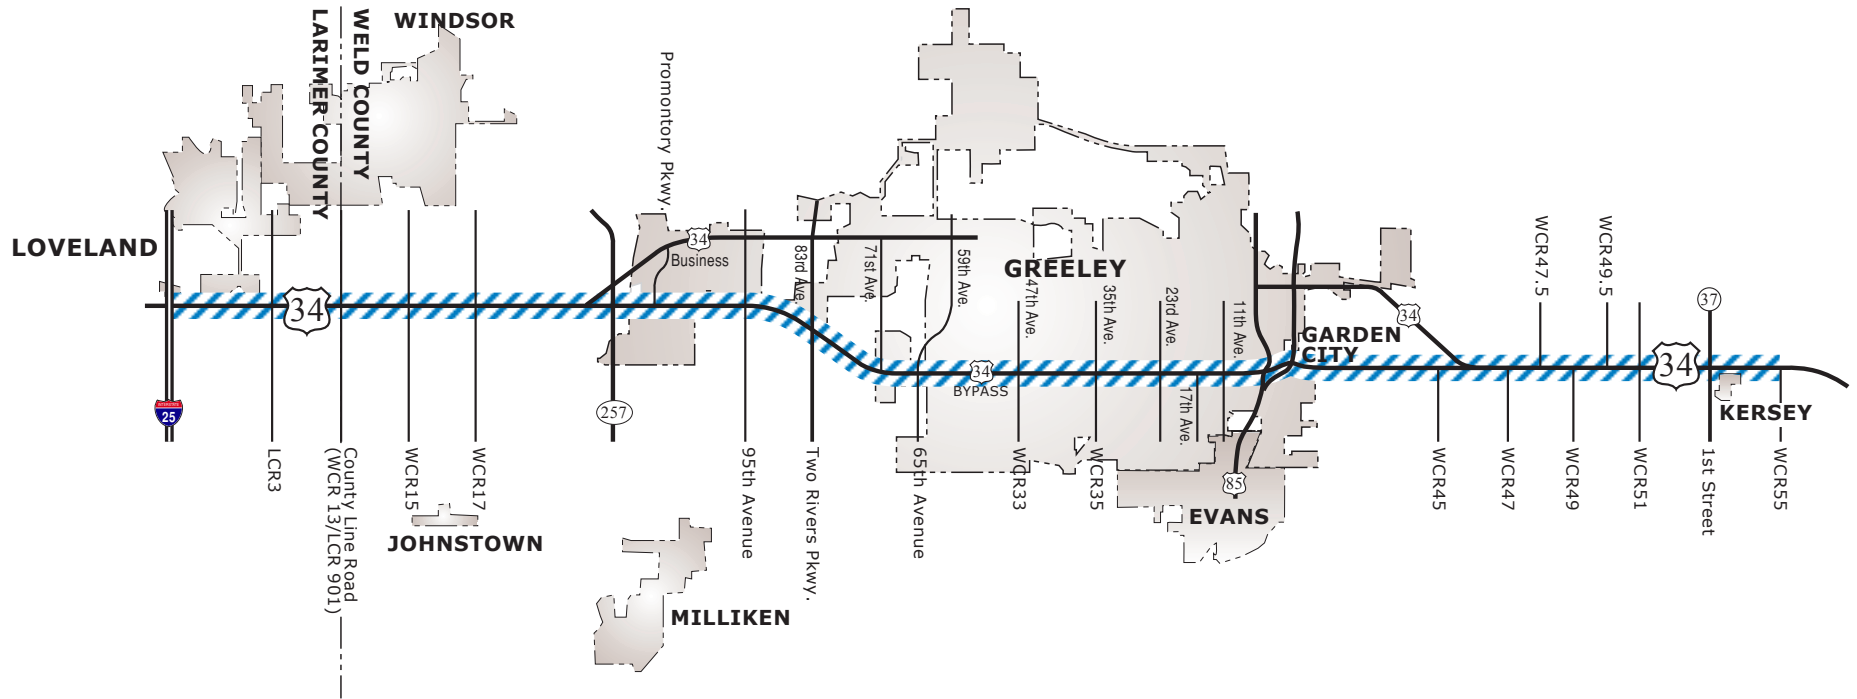 WINDSOR
LARIMER COUNTY
WELD COUNTY
Promontory Pkwy.
LOVELAND
34
Business
83rd Ave.
71st Ave.
59th Ave.
GREELEY
47th Ave.
35th Ave.
23rd Ave.
11th Ave.
17th Ave.
34
34
BYPASS
34
GARDEN
CITY
WCR47.5
WCR49.5
37
34
KERSEY
INTERSTATE
25
257
85
EVANS
LCR3
County Line Road
(WCR 13/LCR 901)
WCR15
WCR17
JOHNSTOWN
95th Avenue
Two Rivers Pkwy.
65th Avenue
WCR33
WCR35
WCR45
WCR47
WCR49
WCR51
1st Street
WCR55
MILLIKEN